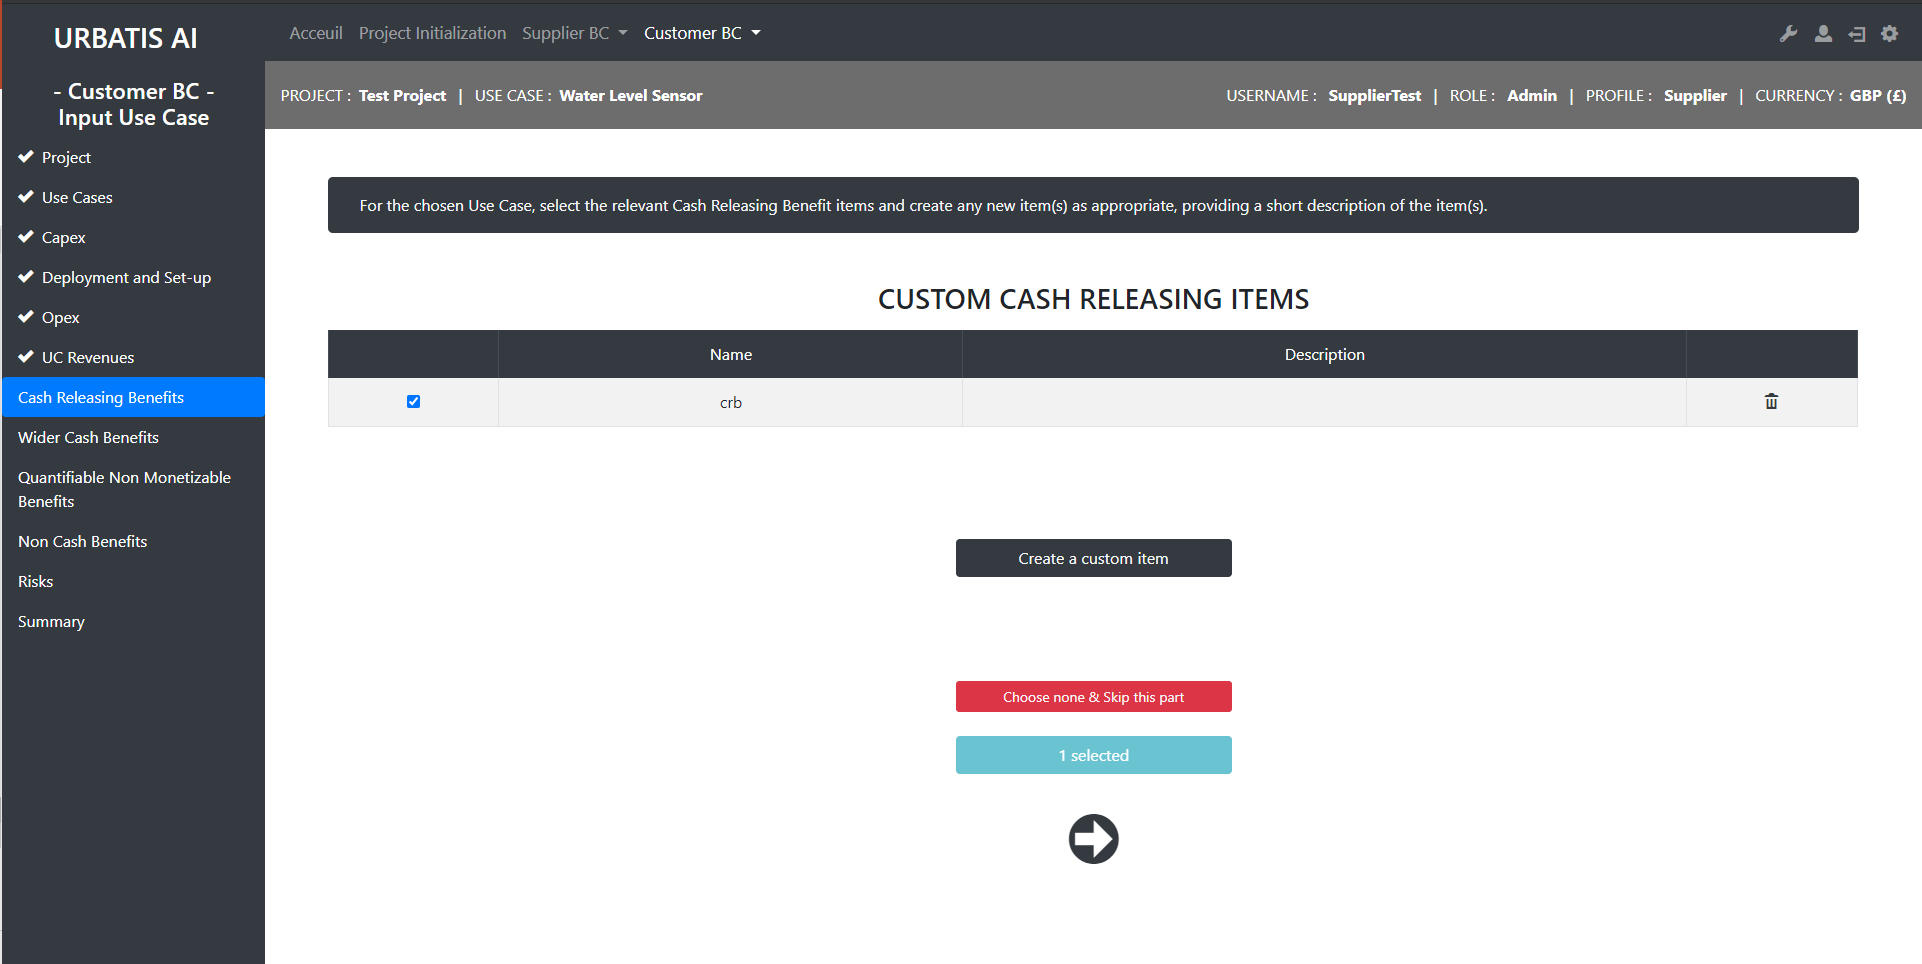 URBATIS AI
Acceuil Project Initialization Supplier BC Customer BC
- Customer BC -
Input Use Case
PROJECT : Test Project | USE CASE : Water Level Sensor
USERNAME : SupplierTest | ROLE : Admin | PROFILE : Supplier | CURRENCY : GBP (£)
Project
Use Cases
Capex
Deployment and Set-up
Opex
UC Revenues
Cash Releasing Benefits
Wider Cash Benefits
Quantifiable Non Monetizable
Benefits
Non Cash Benefits
Risks
Summary
For the chosen Use Case, select the relevant Cash Releasing Benefit items and create any new item(s) as appropriate, providing a short description of the item(s).
CUSTOM CASH RELEASING ITEMS
Name Description
crb
Create a custom item
Choose none & Skip this part
1 selected